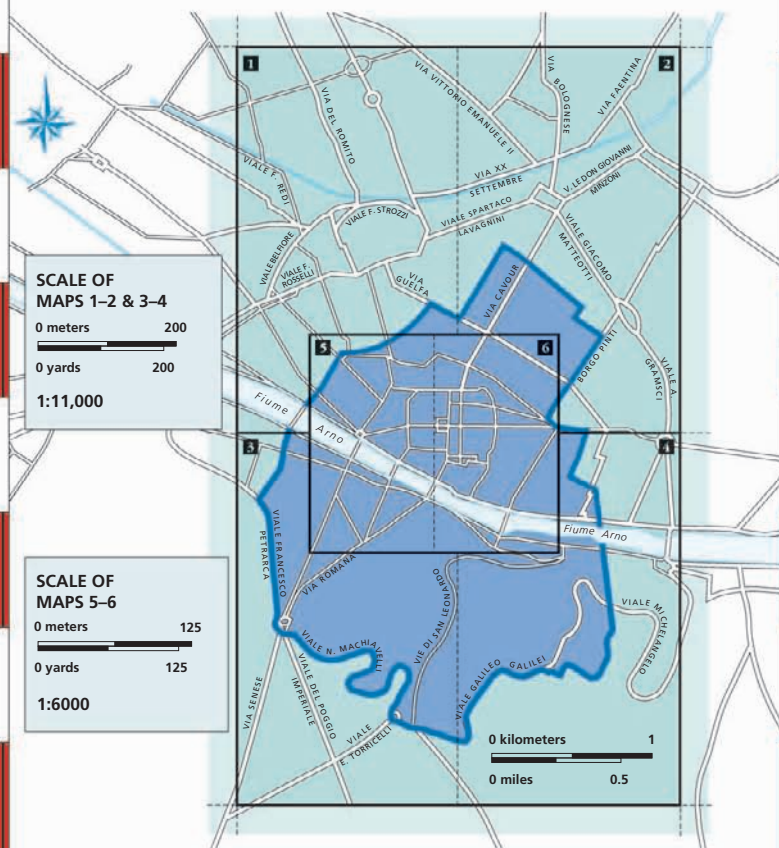 1
2
VIA VITTORIO EMANUELE II
VIA BOLOGNESE
VIA FAENTINA
VIA DEL ROMITO
VIALE F. REDI
VIA XX
SETTEMBRE
V. LE DON GIOVANNI
MINZONI
VIALE F. STROZZI
VIALE SPARTACO
LAVAGNINI
VIALE GIACOMO
MATTEOTTI
VIALE BELFIORE
VIALE F.
ROSSELLI
VIA
GUELFA
VIA CAVOUR
SCALE OF
MAPS 1–2 & 3–4
0 meters 200
0 yards 200
1:11,000
5
6
BORGO PINTI
VIALE A.
GRAMSCI
Fiume Arno
3
4
Fiume Arno
VIALE FRANCESCO
PETRARCA
VIA ROMANA
SCALE OF
MAPS 5–6
0 meters 125
0 yards 125
1:6000
VIE DI SAN LEONARDO
VIALE MICHELANGELO
VIALE N. MACHIAVELLI
VIALE GALILEO GALILEI
VIA SENESE
VIALE DEL POGGIO
IMPERIALE
VIALE
E. TORRICELLI
0 kilometers 1
0 miles 0.5